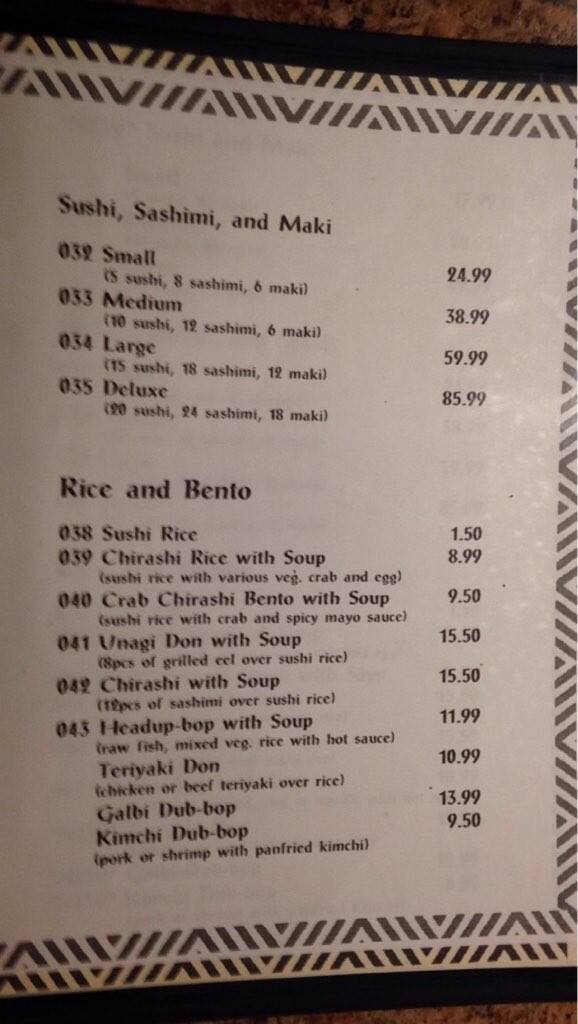 Sushi, Sashimi, and Maki
032 Small 24.99
(5 sushi, 8 sashimi, 6 maki)
033 Medium 38.99
(10 sushi, 12 sashimi, 6 maki)
034 Large 59.99
(15 sushi, 18 sashimi, 12 maki)
035 Deluxe 85.99
(20 sushi, 24 sashimi, 18 maki)
Rice and Bento
038 Sushi Rice 1.50
039 Chirashi Rice with Soup 8.99
(sushi rice with various veg. crab and egg)
040 Crab Chirashi Bento with Soup 9.50
(sushi rice with crab and spicy mayo sauce)
041 Unagi Don with Soup 15.50
(8pcs of grilled eel over sushi rice)
042 Chirashi with Soup 15.50
(12pcs of sashimi over sushi rice)
043 Headup-bop with Soup 11.99
(raw fish, mixed veg. rice with hot sauce)
Teriyaki Don 10.99
(chicken or beef teriyaki over rice)
Galbi Dub-bop 13.99
Kimchi Dub-bop 9.50
(pork or shrimp with panfried kimchi)